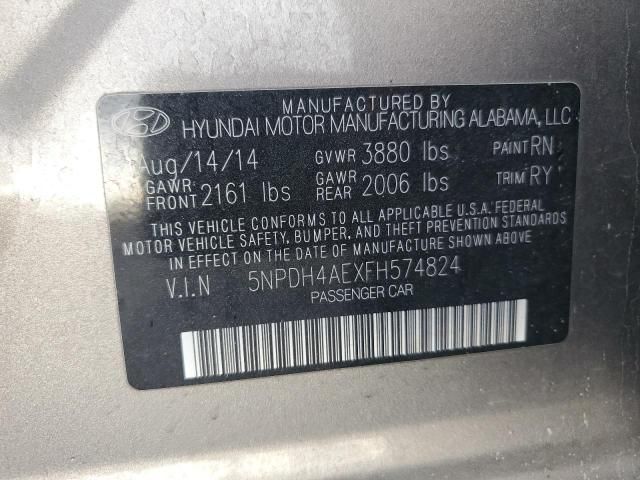 MANUFACTURED BY
HYUNDAI MOTOR MANUFACTURING ALABAMA, LLC
Aug/14/14 GVWR 3880 lbs PAINT RN
GAWR FRONT 2161 lbs GAWR REAR 2006 lbs TRIM RY
THIS VEHICLE CONFORMS TO ALL APPLICABLE U.S.A. FEDERAL
MOTOR VEHICLE SAFETY, BUMPER, AND THEFT PREVENTION STANDARDS
IN EFFECT ON THE DATE OF MANUFACTURE SHOWN ABOVE
V.I.N 5NPDH4AEXFH574824
PASSENGER CAR